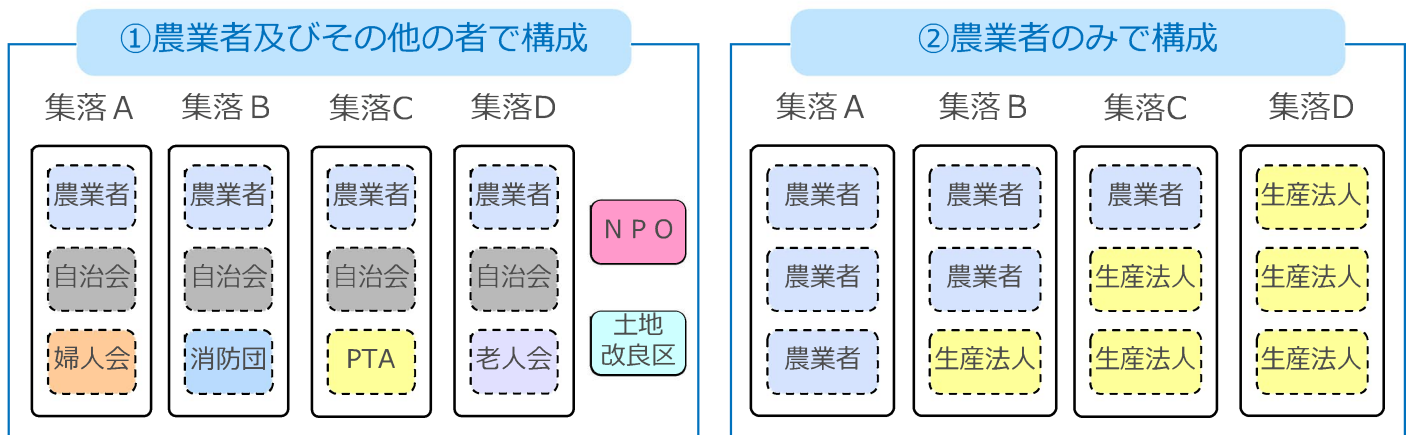 ①農業者及びその他の者で構成
集落A
集落B
集落C
集落D
農業者
農業者
農業者
農業者
自治会
自治会
自治会
自治会
婦人会
消防団
PTA
老人会
NPO
土地
改良区
②農業者のみで構成
集落A
集落B
集落C
集落D
農業者
農業者
農業者
生産法人
農業者
農業者
生産法人
生産法人
農業者
生産法人
生産法人
生産法人